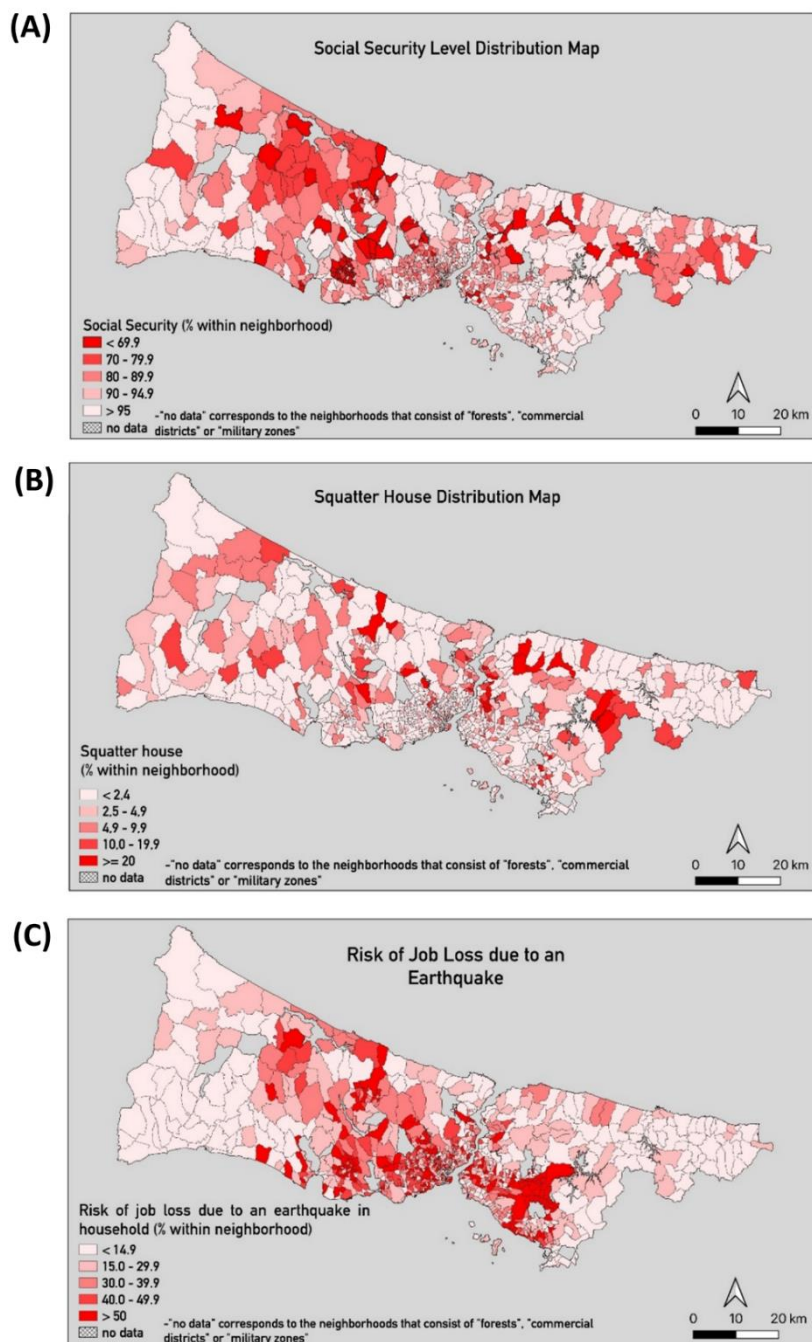 (A)
Social Security Level Distribution Map
Social Security (% within neighborhood)
< 69.9
70 - 79.9
80 - 89.9
90 - 94.9
> 95
no data
-"no data" corresponds to the neighborhoods that consist of "forests", "commercial
districts" or "military zones"
0 10 20 km
(B)
Squatter House Distribution Map
Squatter house
(% within neighborhood)
< 2.4
2.5 - 4.9
4.9 - 9.9
10.0 - 19.9
>= 20
no data
-"no data" corresponds to the neighborhoods that consist of "forests", "commercial
districts" or "military zones"
0 10 20 km
(C)
Risk of Job Loss due to an
Earthquake
Risk of job loss due to an earthquake in
household (% within neighborhood)
< 14.9
15.0 - 29.9
30.0 - 39.9
40.0 - 49.9
> 50
no data
-"no data" corresponds to the neighborhoods that consist of "forests", "commercial
districts" or "military zones"
0 10 20 km